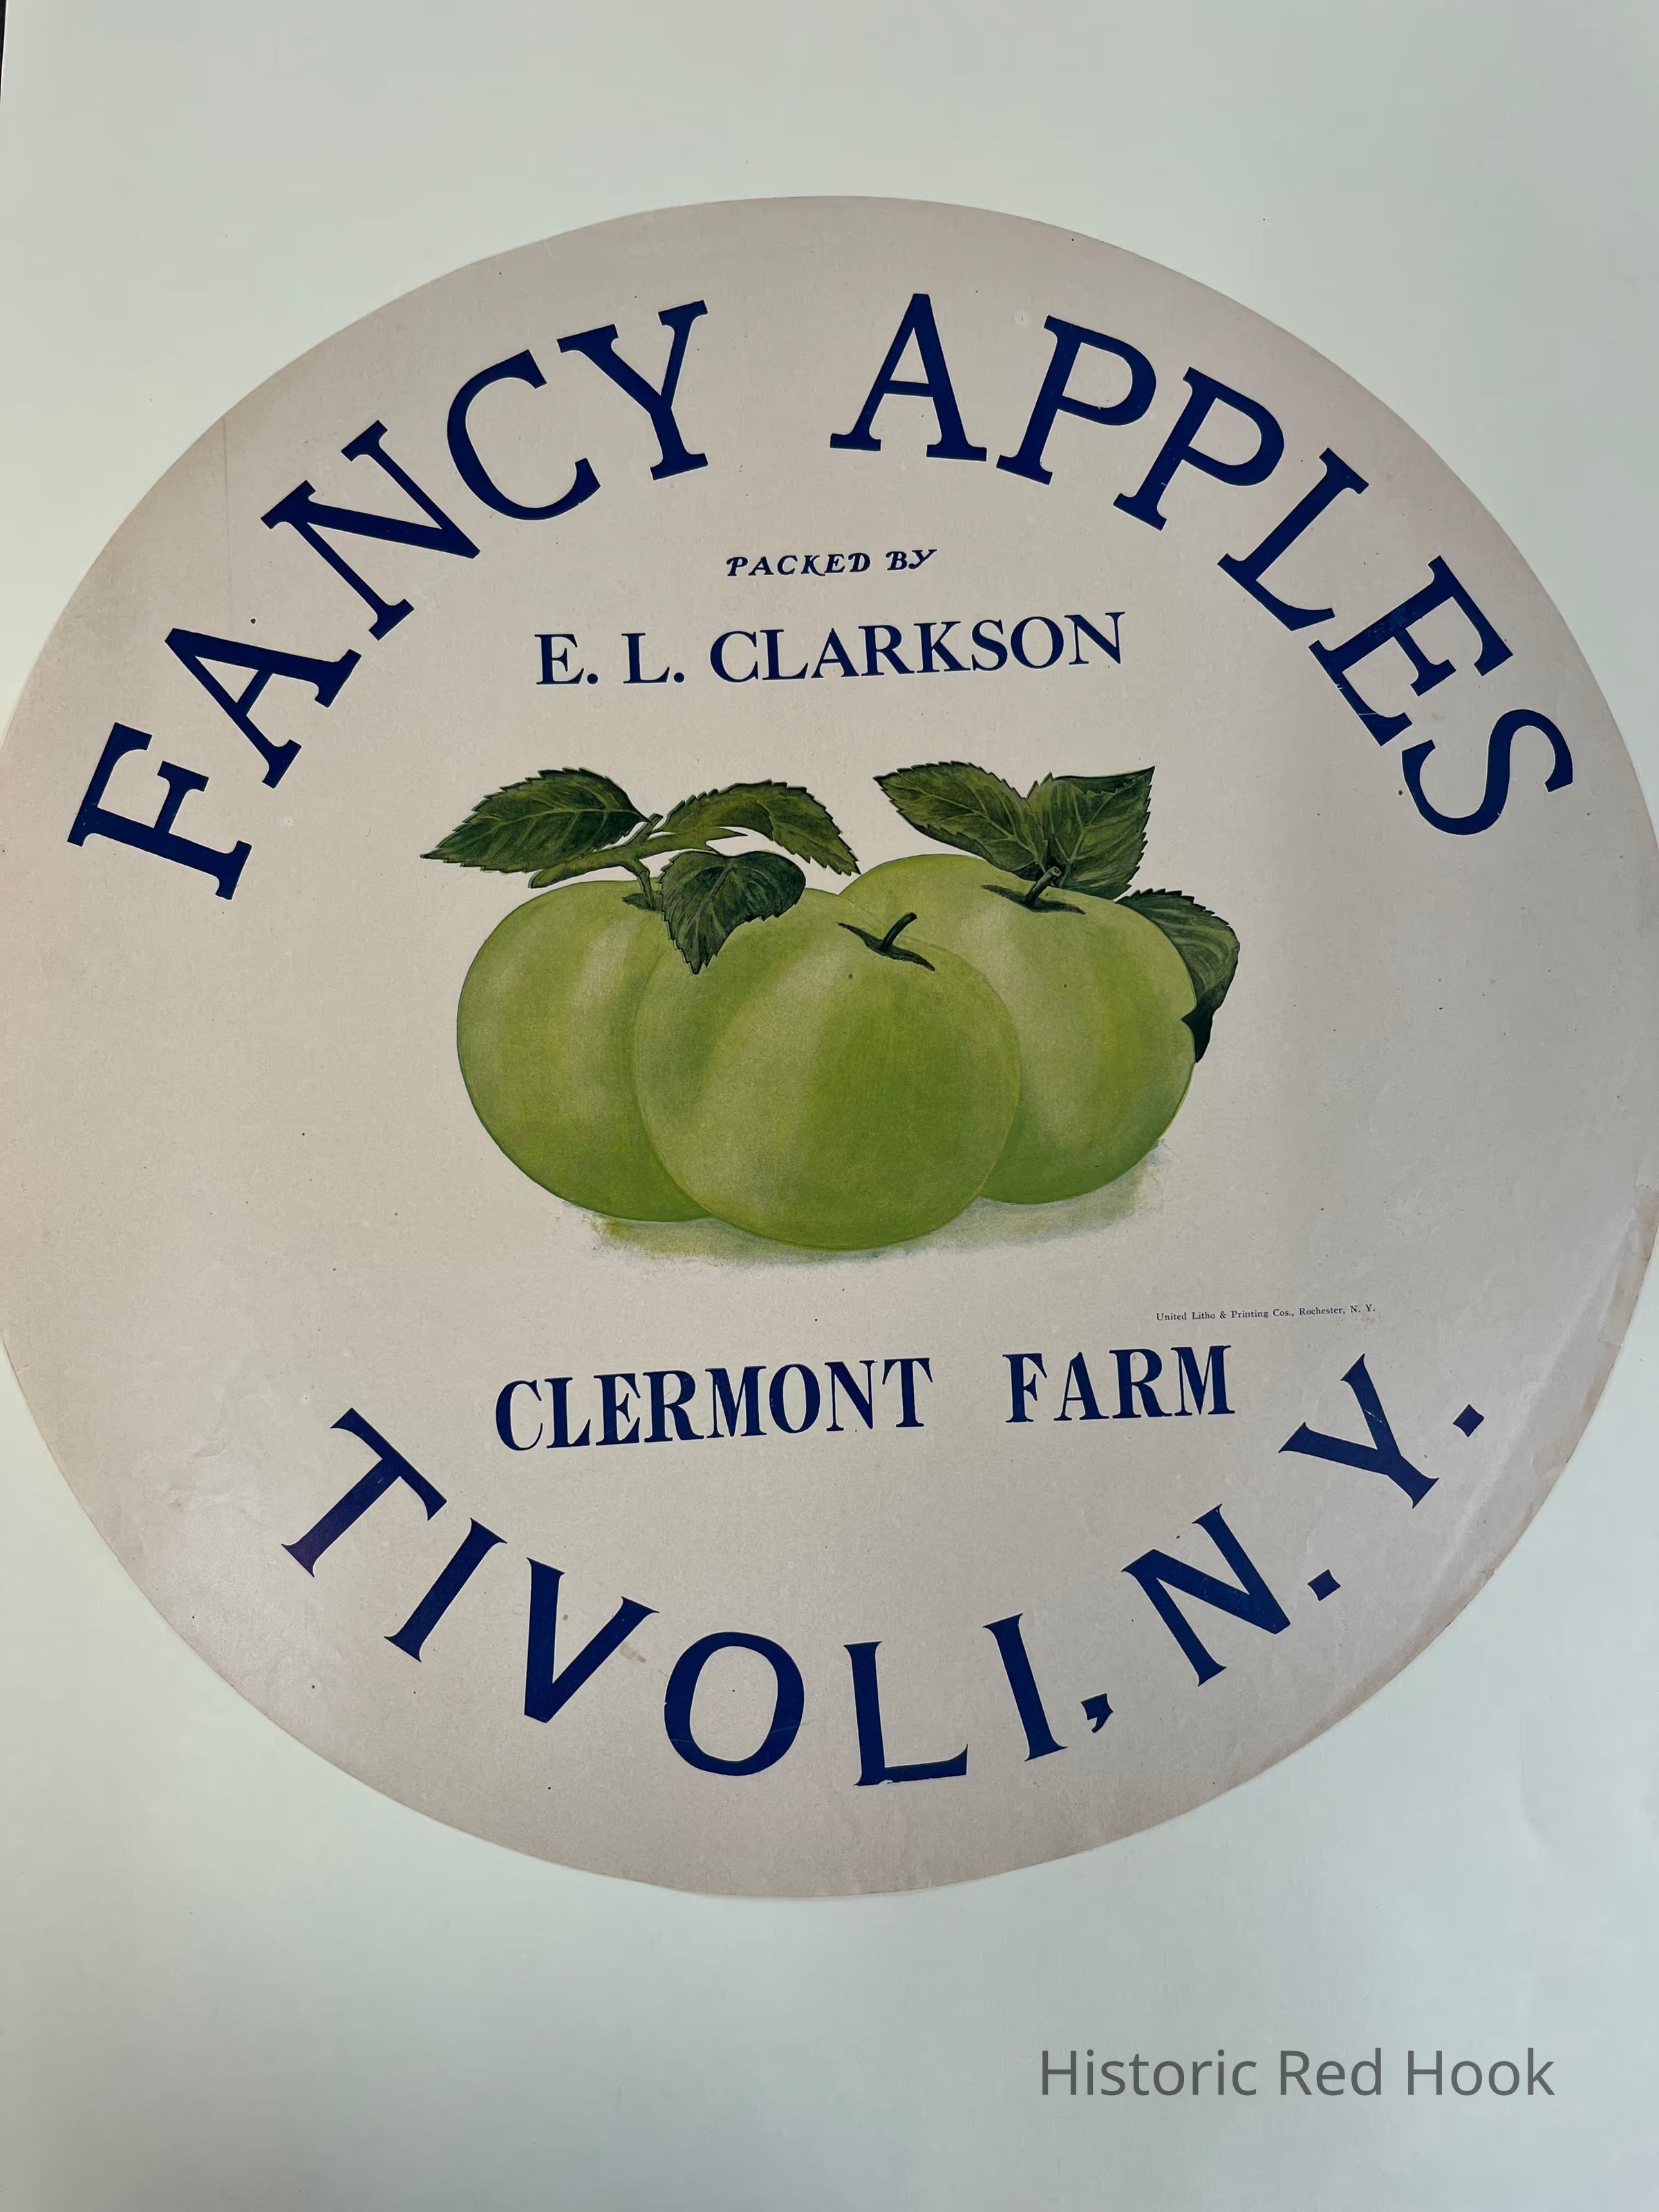 FANCY APPLES
PACKED BY
E. L. CLARKSON
United Litho & Printing Cos., Rochester, N. Y.
CLERMONT FARM
TIVOLI, N. Y.
Historic Red Hook